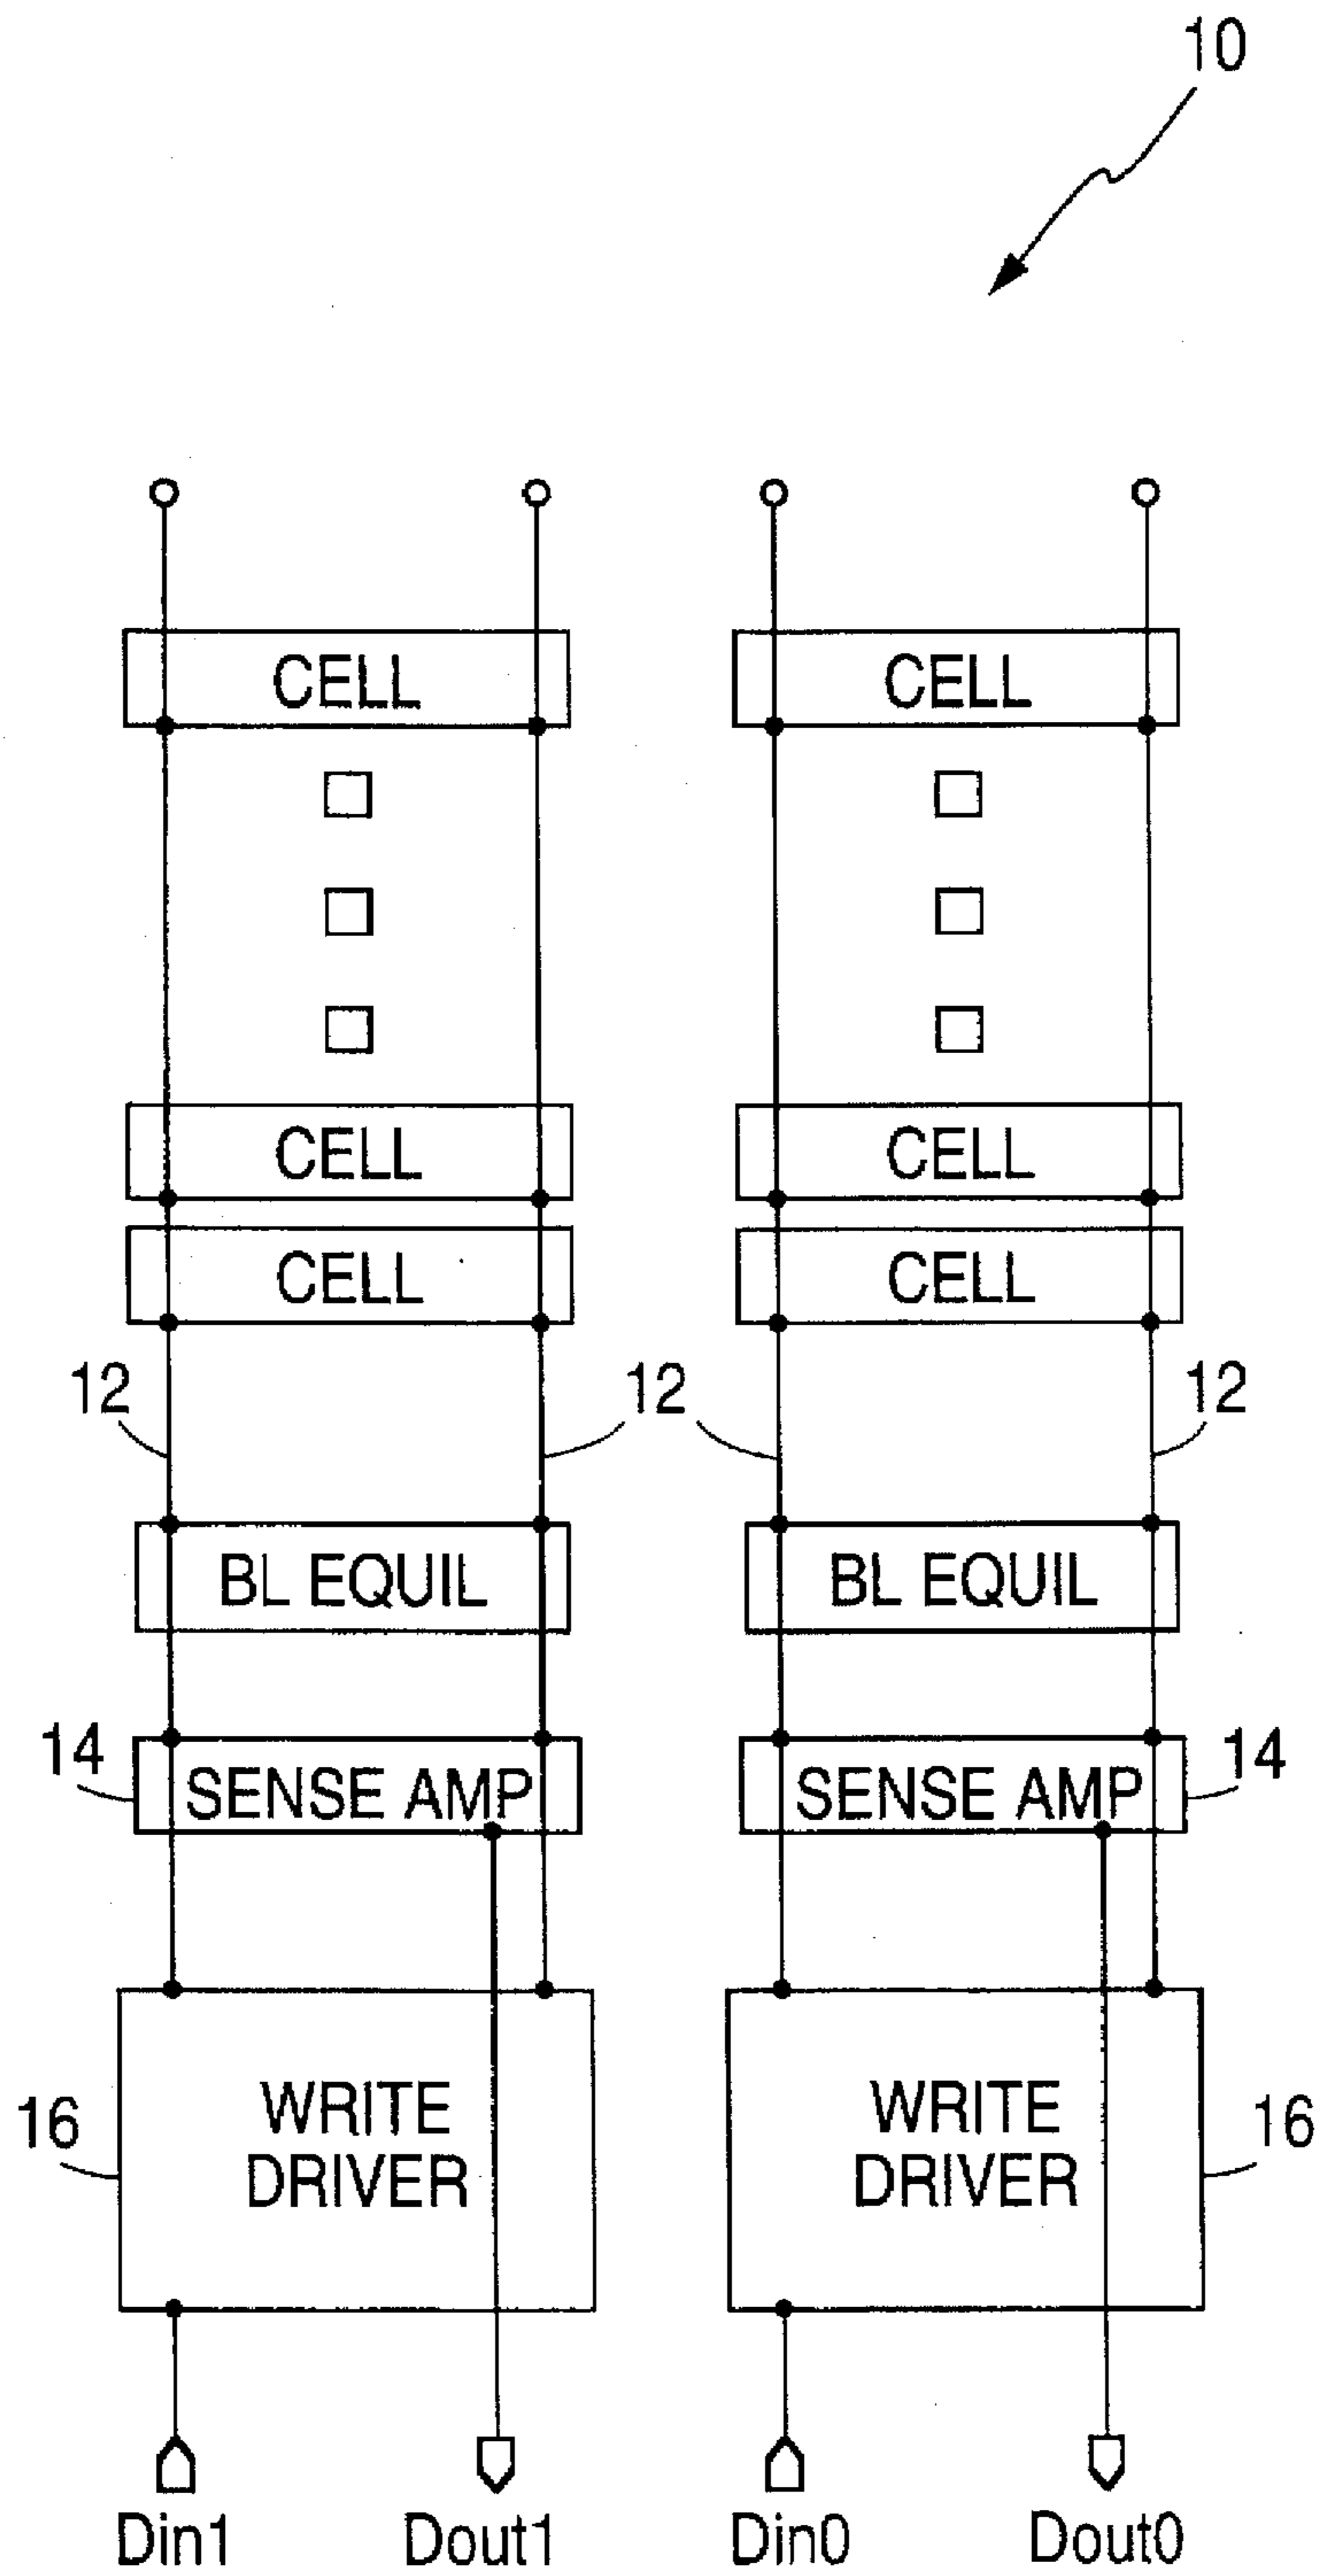 10
CELL CELL
CELL CELL
CELL CELL
12 12 12
BL EQUIL BL EQUIL
14 SENSE AMP SENSE AMP 14
WRITE WRITE
16 DRIVER DRIVER 16
Din1 Dout1 Din0 Dout0